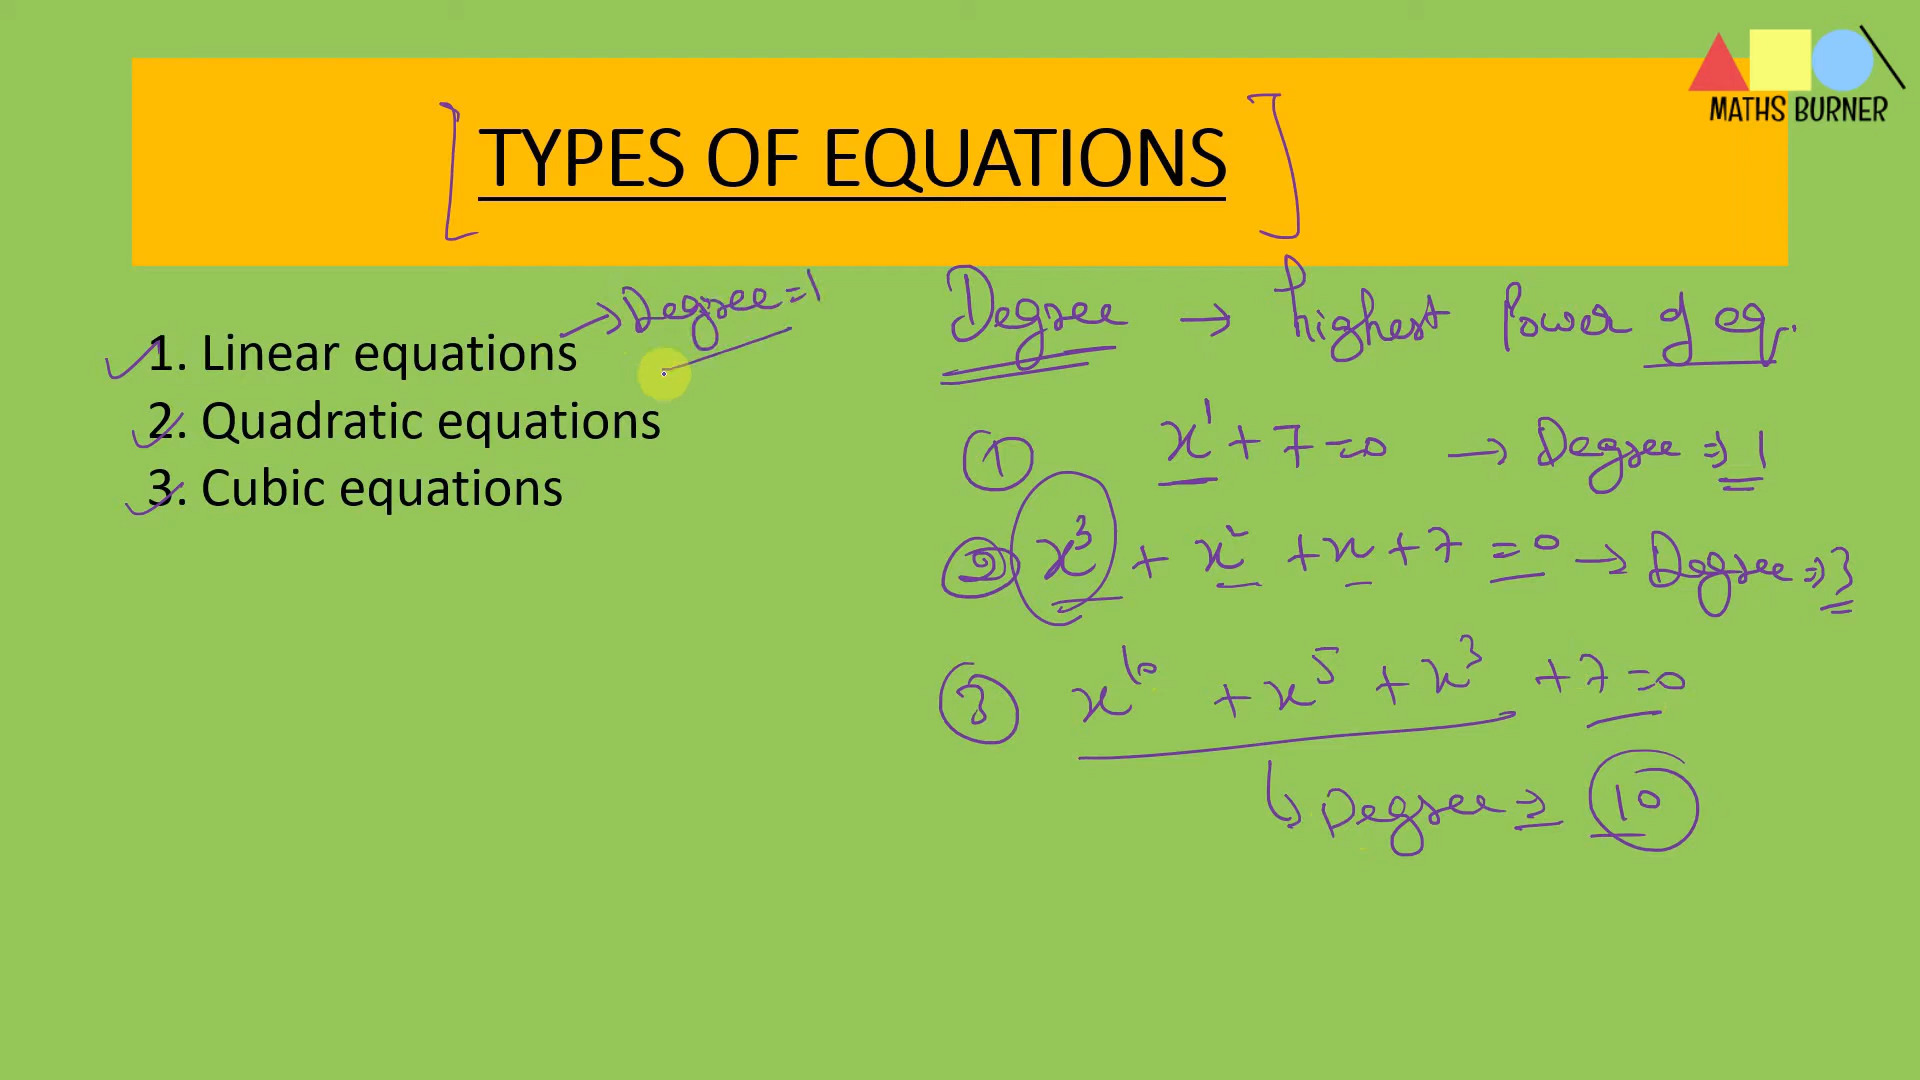 MATHS BURNER
[ TYPES OF EQUATIONS ]
1. Linear equations → Degree = 1
2. Quadratic equations
3. Cubic equations
Degree → highest Power of eq.
① x¹ + 7 = 0 → Degree ⇒ 1
② x³ + x² + x + 7 = 0 → Degree ⇒ 3
③ x¹⁰ + x⁵ + x³ + 7 = 0
↳ Degree ⇒ 10